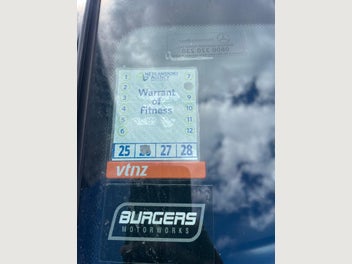 1 7
2
3 9
Warrant
of
Fitness
4 10
5 11
6 12
25 27 28
vtnz
BURGERS
MOTORWORKS